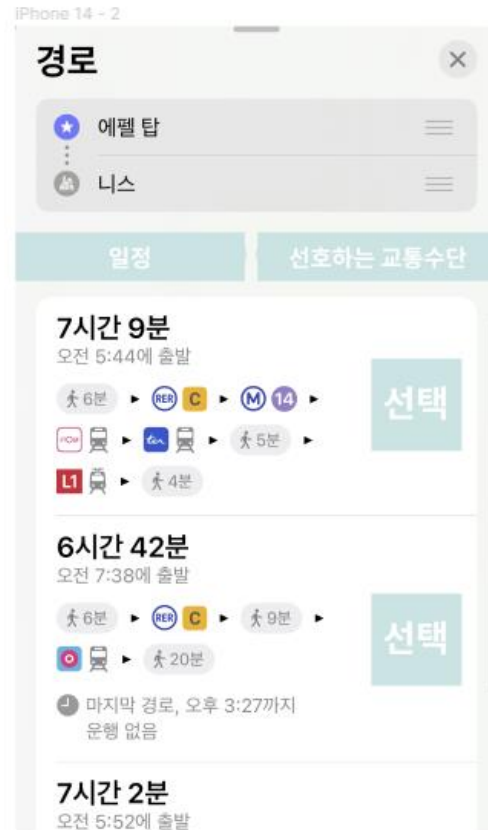 iPhone 14 - 2
경로
에펠 탑
니스
일정
선호하는 교통수단
7시간 9분
오전 5:44에 출발
선택
6분 ▸ RER C ▸ M 14 ▸
▸ ter ▸ 5분 ▸
L1 ▸ 4분
6시간 42분
오전 7:38에 출발
선택
6분 ▸ RER C ▸ 9분 ▸
▸ 20분
마지막 경로, 오후 3:27까지
운행 없음
7시간 2분
오전 5:52에 출발